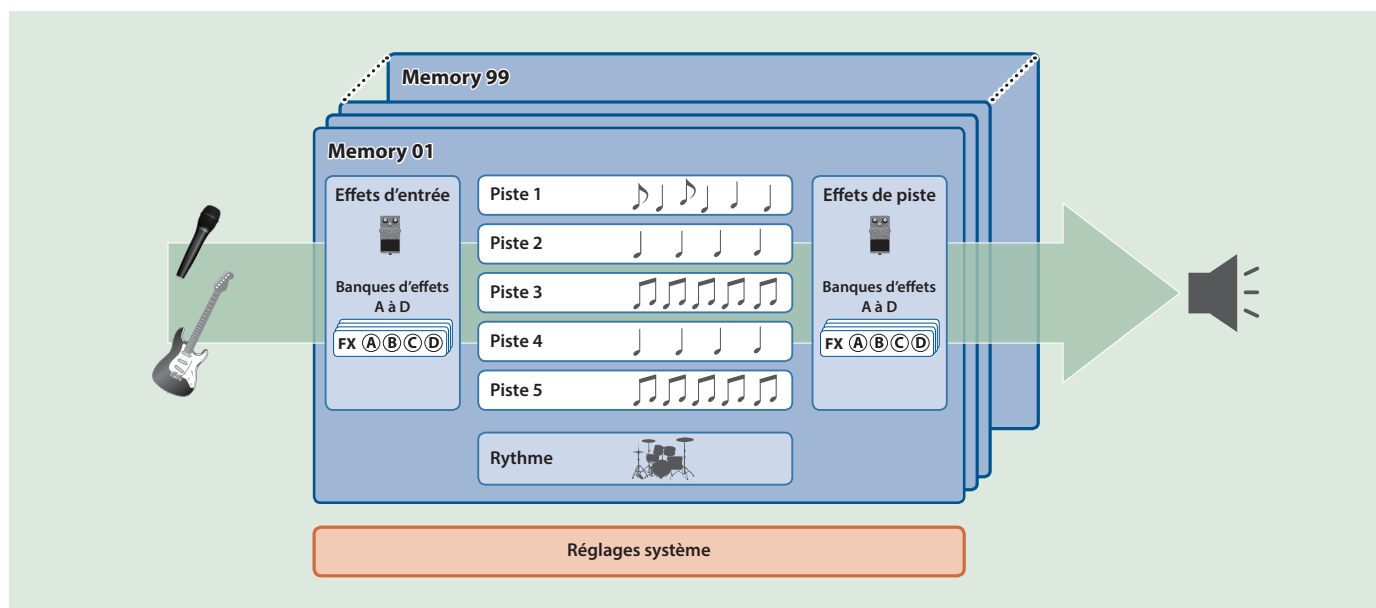 Memory 99
Memory 01
Effets d’entrée
Banques d’effets
A à D
FX Ⓐ Ⓑ Ⓒ Ⓓ
Piste 1
Piste 2
Piste 3
Piste 4
Piste 5
Rythme
Effets de piste
Banques d’effets
A à D
FX Ⓐ Ⓑ Ⓒ Ⓓ
Réglages système